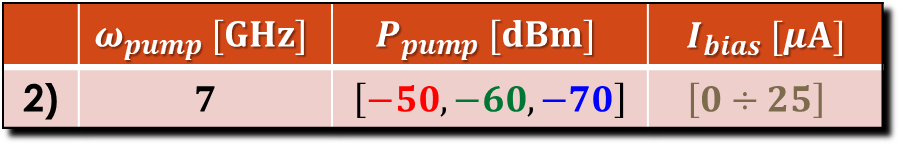 ω_pump [GHz] P_pump [dBm] I_bias [μA]
2) 7 [−50, −60, −70] [0 ÷ 25]